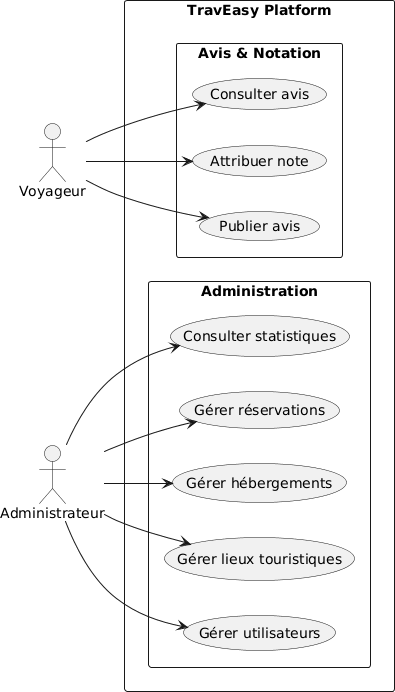 TravEasy Platform
Avis & Notation
Consulter avis
Attribuer note
Voyageur
Publier avis
Administration
Consulter statistiques
Gérer réservations
Gérer hébergements
Administrateur
Gérer lieux touristiques
Gérer utilisateurs